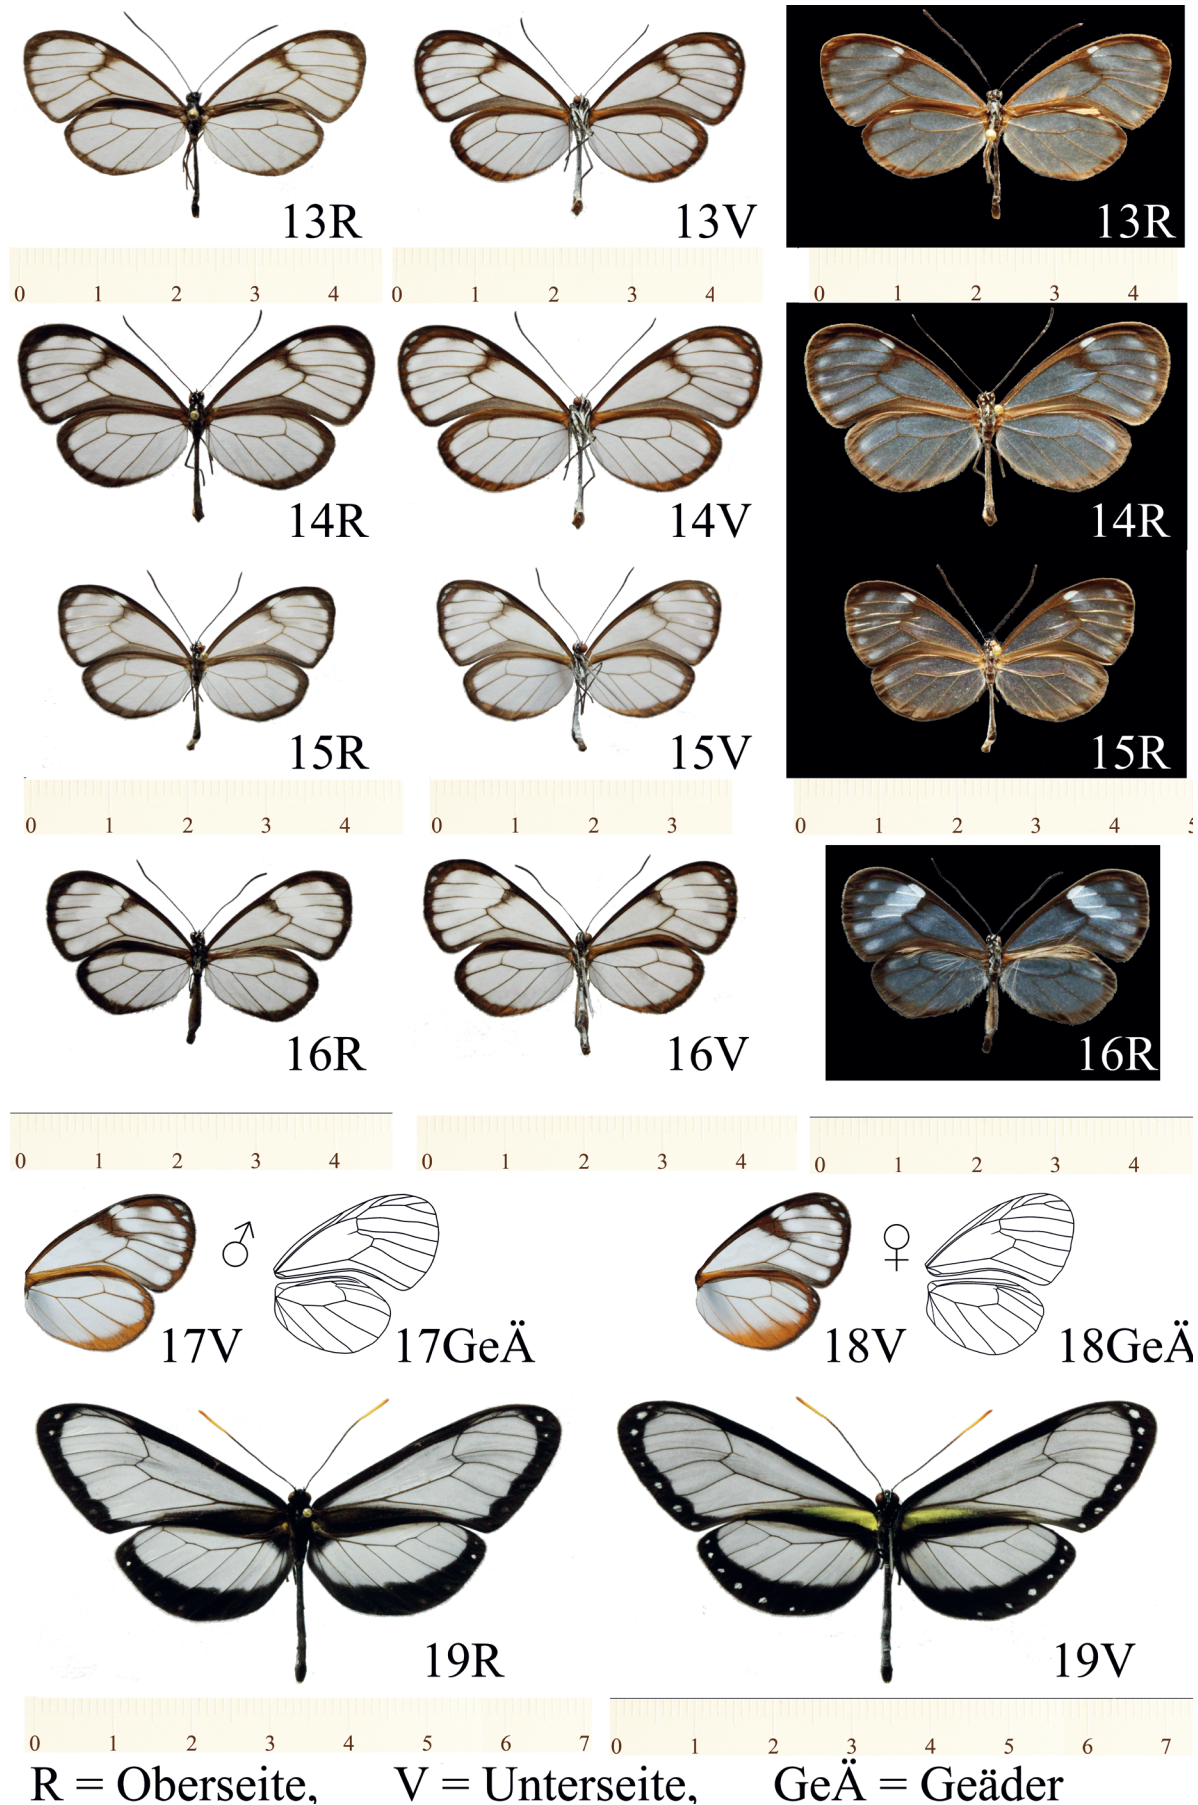 13R 13V 13R
0 1 2 3 4 0 1 2 3 4 0 1 2 3 4
14R 14V 14R
15R 15V 15R
0 1 2 3 4 0 1 2 3 0 1 2 3 4 5
16R 16V 16R
0 1 2 3 4 0 1 2 3 4 0 1 2 3 4
♂ ♀
17V 17GeÄ 18V 18GeÄ
19R 19V
0 1 2 3 4 5 6 7 0 1 2 3 4 5 6 7
R = Oberseite, V = Unterseite, GeÄ = Geäder